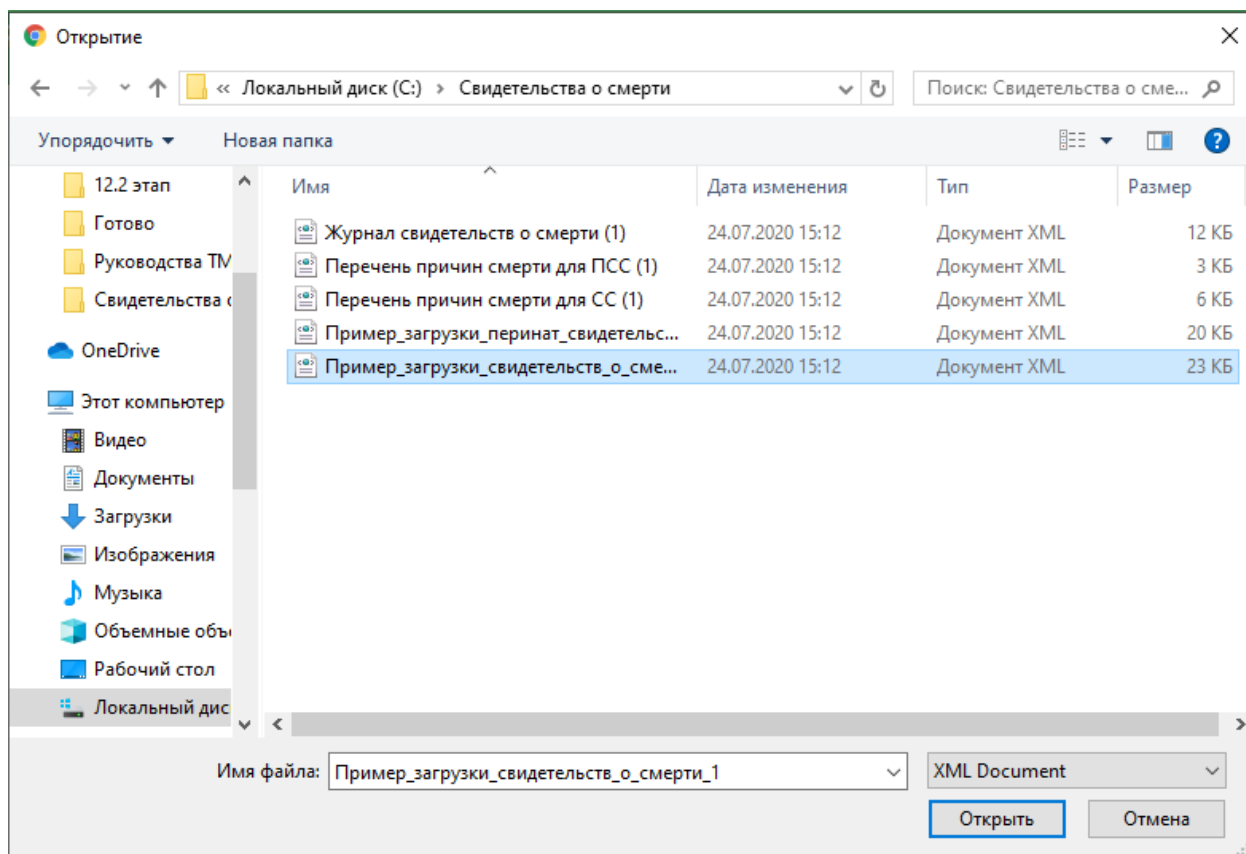 Открытие
« Локальный диск (C:) › Свидетельства о смерти
Поиск: Свидетельства о сме...
Упорядочить
Новая папка
12.2 этап
Готово
Руководства ТМ
Свидетельства
OneDrive
Этот компьютер
Видео
Документы
Загрузки
Изображения
Музыка
Объемные объ
Рабочий стол
Локальный дис
Имя Дата изменения Тип Размер
Журнал свидетельств о смерти (1) 24.07.2020 15:12 Документ XML 12 КБ
Перечень причин смерти для ПСС (1) 24.07.2020 15:12 Документ XML 3 КБ
Перечень причин смерти для СС (1) 24.07.2020 15:12 Документ XML 6 КБ
Пример_загрузки_перинат_свидетельс... 24.07.2020 15:12 Документ XML 20 КБ
Пример_загрузки_свидетельств_о_сме... 24.07.2020 15:12 Документ XML 23 КБ
Имя файла: Пример_загрузки_свидетельств_о_смерти_1
XML Document
Открыть
Отмена